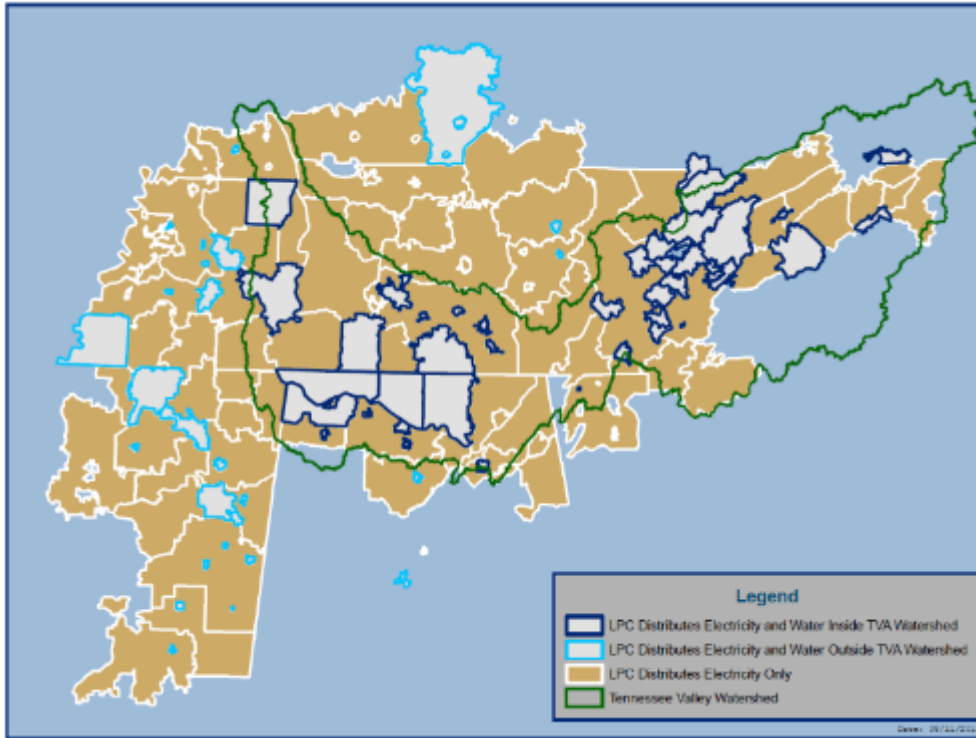 Legend
LPC Distributes Electricity and Water Inside TVA Watershed
LPC Distributes Electricity and Water Outside TVA Watershed
LPC Distributes Electricity Only
Tennessee Valley Watershed
Date: